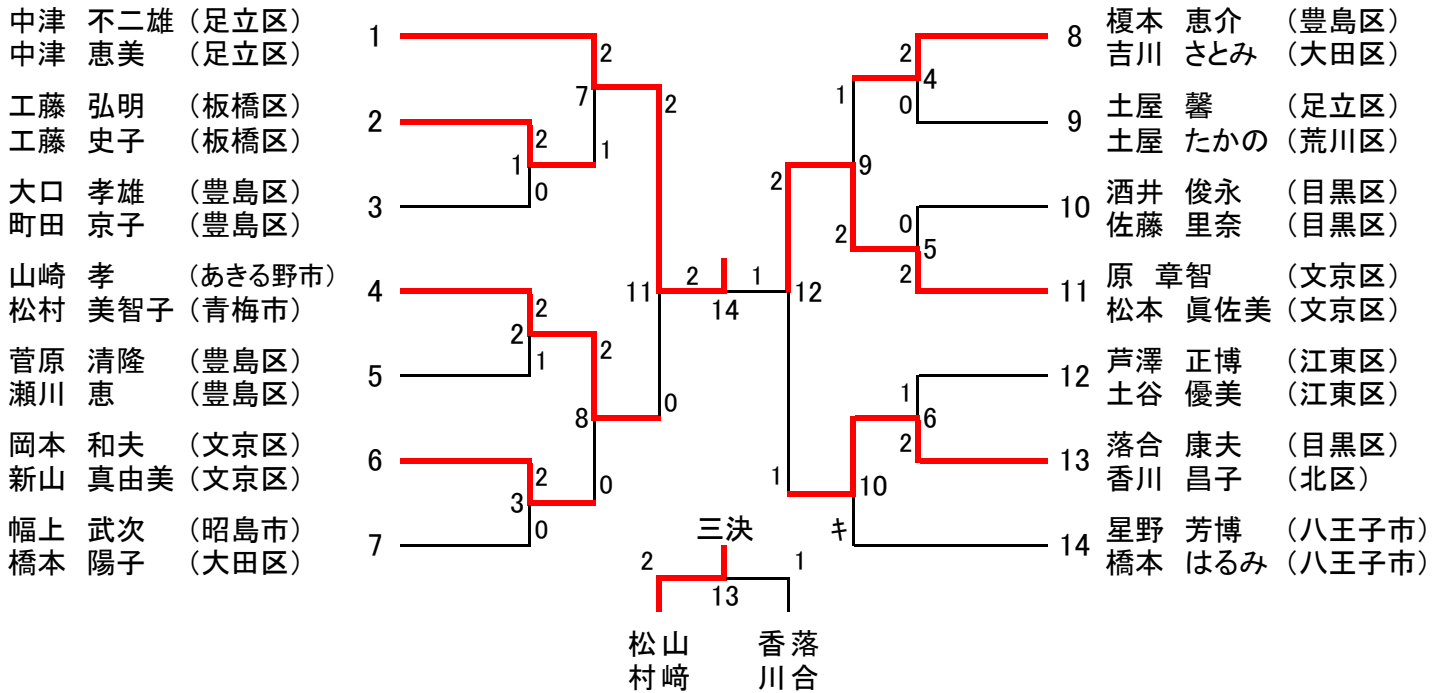 中津 不二雄 (足立区)
中津 恵美 (足立区)
1
工藤 弘明 (板橋区)
工藤 史子 (板橋区)
2
大口 孝雄 (豊島区)
町田 京子 (豊島区)
3
山崎 孝 (あきる野市)
松村 美智子 (青梅市)
4
菅原 清隆 (豊島区)
瀬川 恵 (豊島区)
5
岡本 和夫 (文京区)
新山 真由美 (文京区)
6
幅上 武次 (昭島市)
橋本 陽子 (大田区)
7
2
7
2
2
1
1
0
11
2
14
1
12
2
2
1
2
8
0
2
3
0
0
2
1
4
0
2
9
0
2
5
2
1
6
2
1
10
キ
8
榎本 恵介 (豊島区)
吉川 さとみ (大田区)
9
土屋 馨 (足立区)
土屋 たかの (荒川区)
10
酒井 俊永 (目黒区)
佐藤 里奈 (目黒区)
11
原 章智 (文京区)
松本 眞佐美 (文京区)
12
芦澤 正博 (江東区)
土谷 優美 (江東区)
13
落合 康夫 (目黒区)
香川 昌子 (北区)
14
星野 芳博 (八王子市)
橋本 はるみ (八王子市)
三決
2
13
1
山﨑
松村
落合
香川